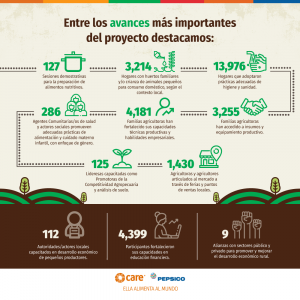 Entre los avances más importantes
del proyecto destacamos:
127
Sesiones demostrativas
para la preparación de
alimentos nutritivos.
3,214
Hogares con huertos familiares
y/o crianza de animales pequeños
para consumo doméstico, según el
contexto local.
13,976
Hogares que adoptaron
prácticas adecuadas de
higiene y sanidad.
286
Agentes comunitarias/os de salud
y actores sociales promueven
adecuadas prácticas de
alimentación y cuidado materno
infantil, con enfoque de género.
4,181
Familias agricultoras han
fortalecido sus capacidades
técnicas productivas y
habilidades empresariales.
3,255
Familias agricultoras
han accedido a insumos y
equipamiento productivo.
125
Lideresas capacitadas como
Promotoras de la
Competitividad Agropecuaria
y análisis de suelo.
1,430
Agricultoras y agricultores
articulados al mercado a
través de ferias y puntos
de ventas locales.
112
Autoridades/actores locales
capacitados en desarrollo económico
de pequeños productores.
4,399
Participantes fortalecieron
sus capacidades en
educación financiera.
9
Alianzas con sectores público
y privado para promover y mejorar
el desarrollo económico rural.
care
PEPSICO
ELLA ALIMENTA AL MUNDO